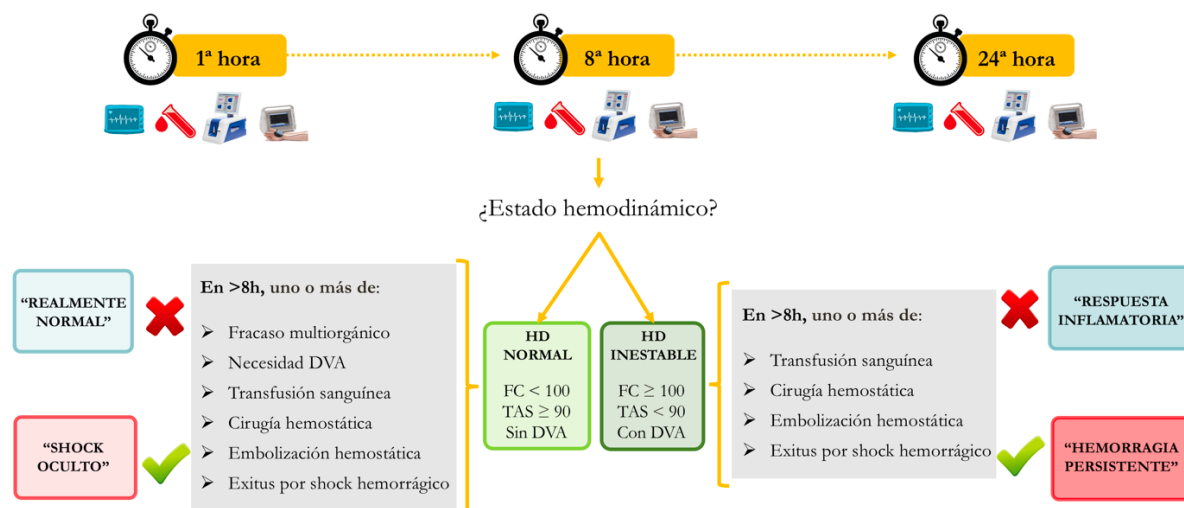 1ª hora
8ª hora
24ª hora
¿Estado hemodinámico?
“REALMENTE
NORMAL”
“SHOCK
OCULTO”
En >8h, uno o más de:
Fracaso multiorgánico
Necesidad DVA
Transfusión sanguínea
Cirugía hemostática
Embolización hemostática
Exitus por shock hemorrágico
HD
NORMAL
FC < 100
TAS ≥ 90
Sin DVA
HD
INESTABLE
FC ≥ 100
TAS < 90
Con DVA
En >8h, uno o más de:
Transfusión sanguínea
Cirugía hemostática
Embolización hemostática
Exitus por shock hemorrágico
“RESPUESTA
INFLAMATORIA”
“HEMORRAGIA
PERSISTENTE”